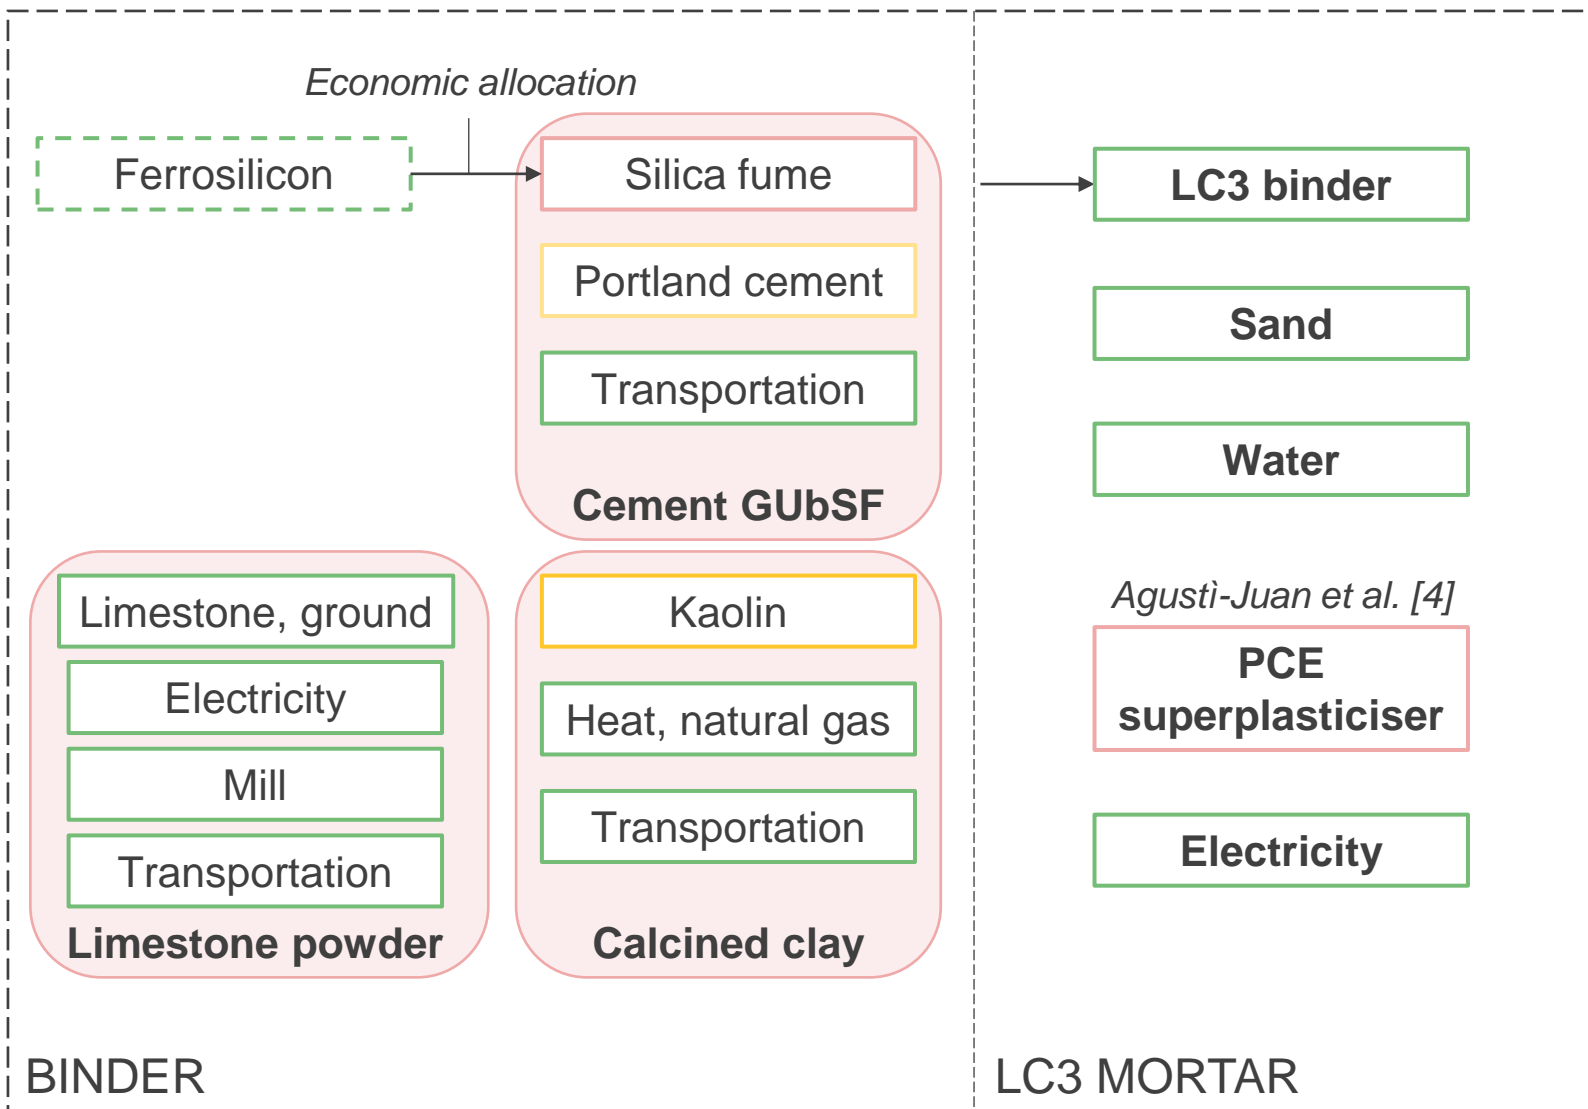 Economic allocation
Ferrosilicon
Silica fume
Portland cement
Transportation
Cement GUbSF
Limestone, ground
Electricity
Mill
Transportation
Limestone powder
Kaolin
Heat, natural gas
Transportation
Calcined clay
BINDER
LC3 binder
Sand
Water
Agustì-Juan et al. [4]
PCE
superplasticiser
Electricity
LC3 MORTAR